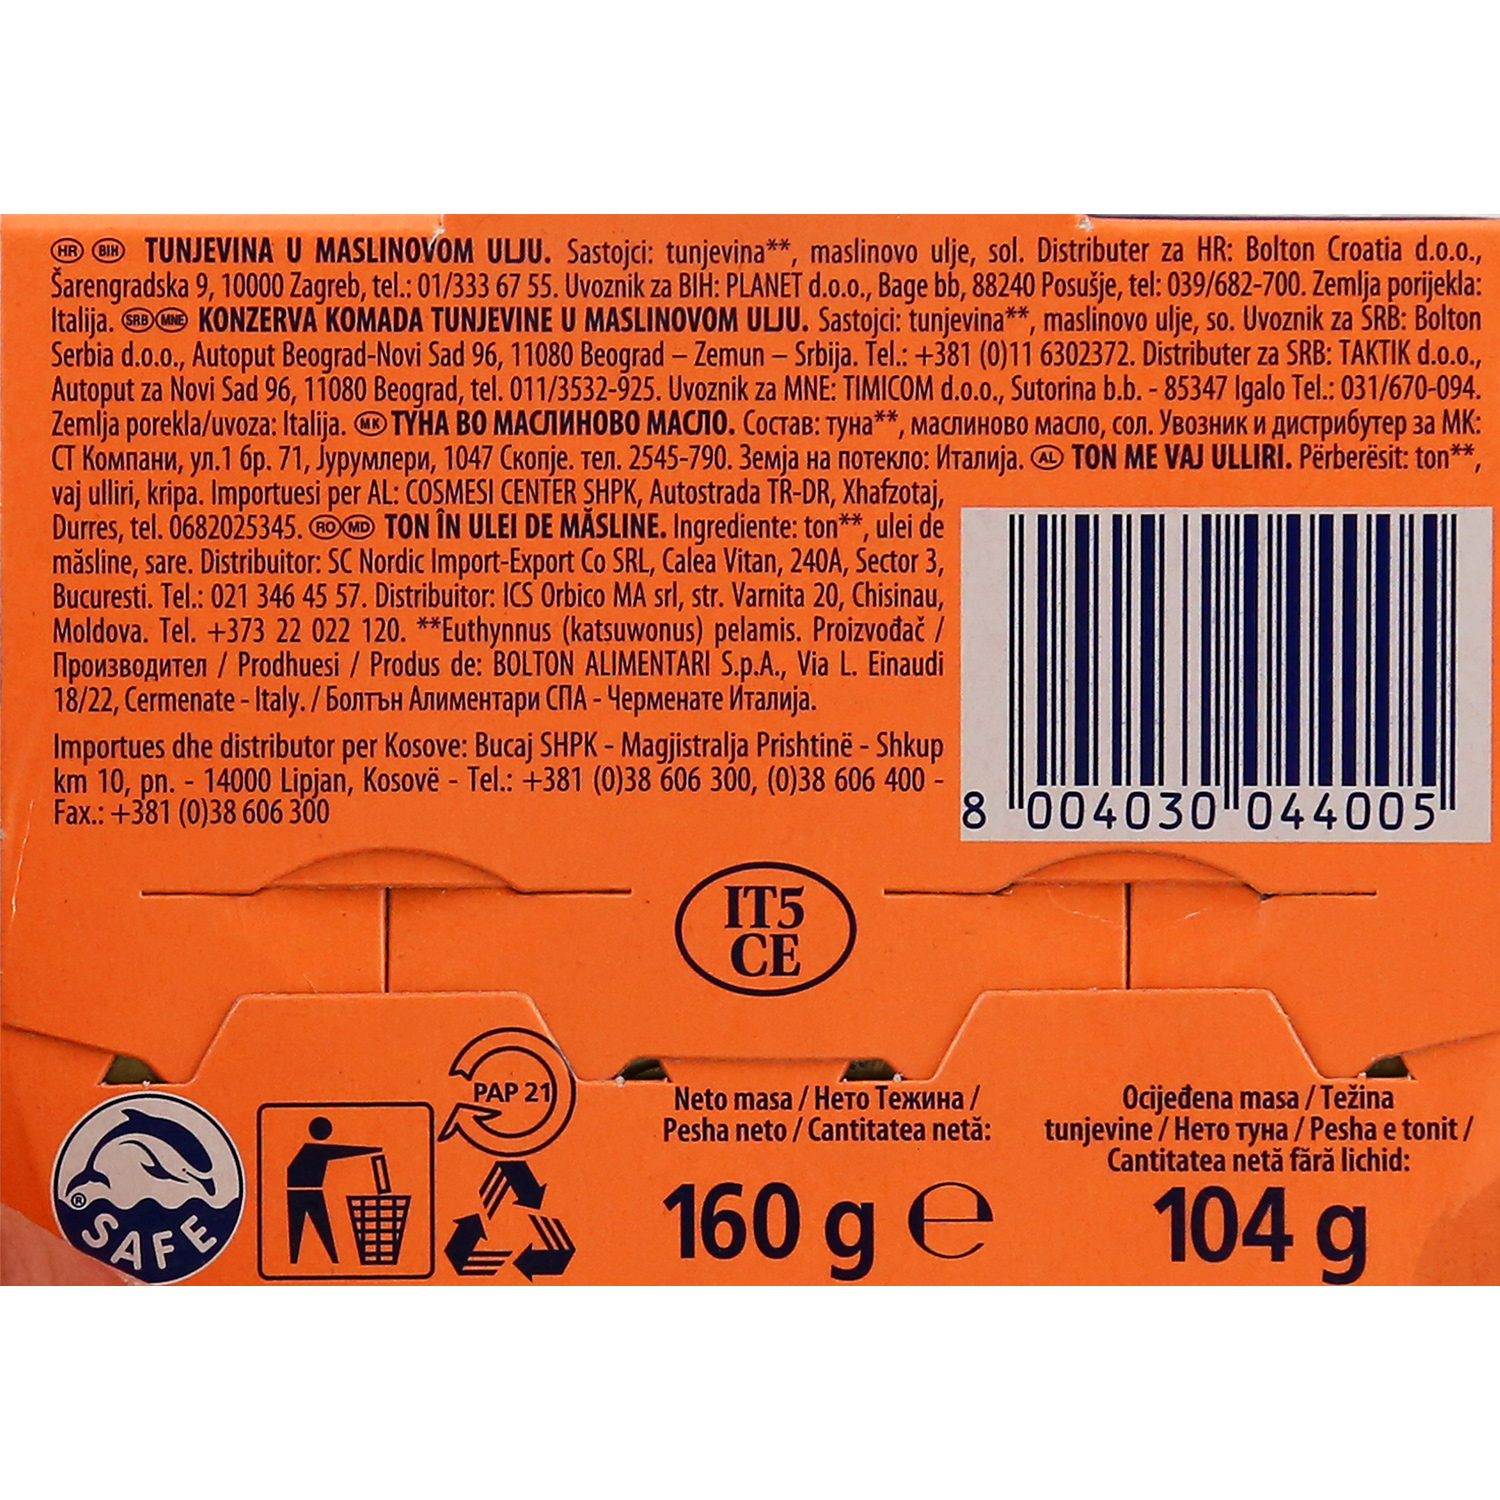 HR BIH TUNJEVINA U MASLINOVOM ULJU. Sastojci: tunjevina**, maslinovo ulje, sol. Distributer za HR: Bolton Croatia d.o.o.,
Šarengradska 9, 10000 Zagreb, tel.: 01/333 67 55. Uvoznik za BIH: PLANET d.o.o., Bage bb, 88240 Posušje, tel: 039/682-700. Zemlja porijekla:
Italija. SRB MNE KONZERVA KOMADA TUNJEVINE U MASLINOVOM ULJU. Sastojci: tunjevina**, maslinovo ulje, so. Uvoznik za SRB: Bolton
Serbia d.o.o., Autoput Beograd-Novi Sad 96, 11080 Beograd – Zemun – Srbija. Tel.: +381 (0)11 6302372. Distributer za SRB: TAKTIK d.o.o.,
Autoput za Novi Sad 96, 11080 Beograd, tel. 011/3532-925. Uvoznik za MNE: TIMICOM d.o.o., Sutorina b.b. - 85347 Igalo Tel.: 031/670-094.
Zemlja porekla/uvoza: Italija. MK ТУНА ВО МАСЛИНОВО МАСЛО. Состав: туна**, маслиново масло, сол. Увозник и дистрибутер за МК:
СТ Компани, ул.1 бр. 71, Јурумлери, 1047 Скопје. тел. 2545-790. Земја на потекло: Италија. AL TON ME VAJ ULLIRI. Përberësit: ton**,
vaj ulliri, kripa. Importuesi per AL: COSMESI CENTER SHPK, Autostrada TR-DR, Xhafzotaj,
Durres, tel. 0682025345. RO MD TON ÎN ULEI DE MĂSLINE. Ingrediente: ton**, ulei de
măsline, sare. Distribuitor: SC Nordic Import-Export Co SRL, Calea Vitan, 240A, Sector 3,
Bucuresti. Tel.: 021 346 45 57. Distribuitor: ICS Orbico MA srl, str. Varnita 20, Chisinau,
Moldova. Tel. +373 22 022 120. **Euthynnus (katsuwonus) pelamis. Proizvođač /
Производител / Prodhuesi / Produs de: BOLTON ALIMENTARI S.p.A., Via L. Einaudi
18/22, Cermenate - Italy. / Болтън Алиментари СПА - Черменате Италија.
Importues dhe distributor per Kosove: Bucaj SHPK - Magjistralja Prishtinë - Shkup
km 10, pn. - 14000 Lipjan, Kosovë - Tel.: +381 (0)38 606 300, (0)38 606 400 -
Fax.: +381 (0)38 606 300
8 004030 044005
IT5
CE
PAP 21
® SAFE
Neto masa / Нето Тежина /
Pesha neto / Cantitatea netă:
160 g ℮
Ocijeđena masa / Težina
tunjevine / Нето туна / Pesha e tonit /
Cantitatea netă fără lichid:
104 g